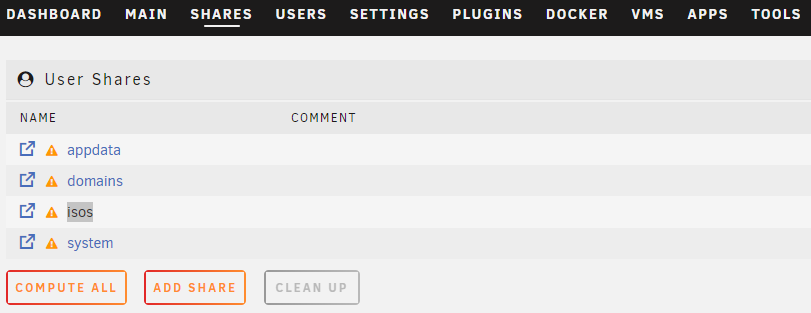 DASHBOARD MAIN SHARES USERS SETTINGS PLUGINS DOCKER VMS APPS TOOLS
User Shares
NAME COMMENT
appdata
domains
isos
system
COMPUTE ALL ADD SHARE CLEAN UP